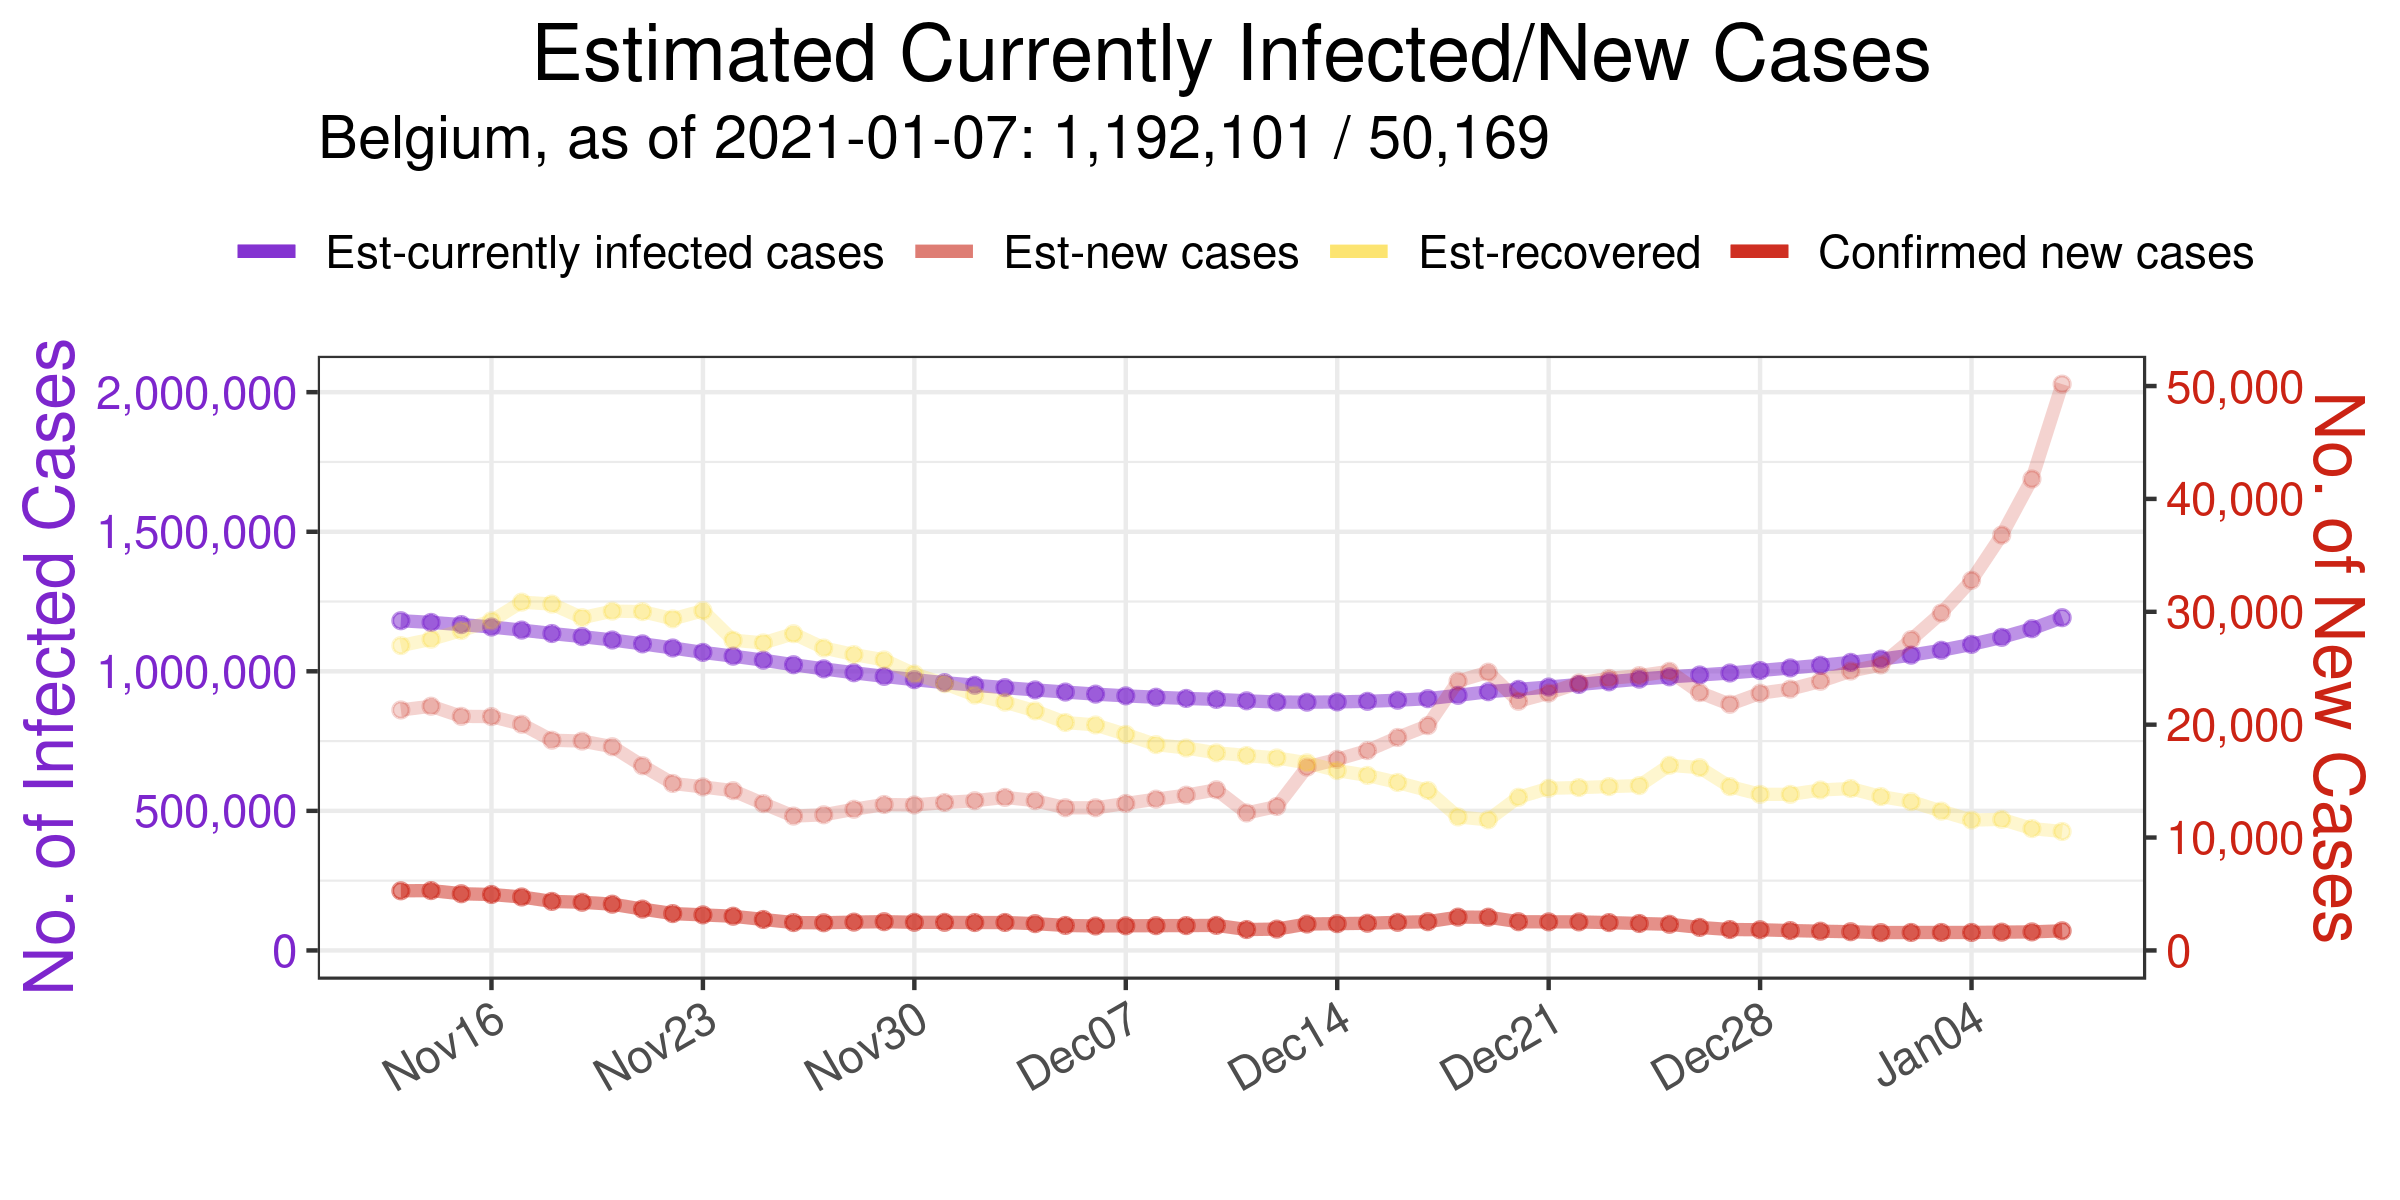 Estimated Currently Infected/New Cases
Belgium, as of 2021-01-07: 1,192,101 / 50,169
Est-currently infected cases Est-new cases Est-recovered Confirmed new cases
No. of Infected Cases
2,000,000
1,500,000
1,000,000
500,000
0
50,000
40,000
30,000
20,000
10,000
0
No. of New Cases
Nov16 Nov23 Nov30 Dec07 Dec14 Dec21 Dec28 Jan04